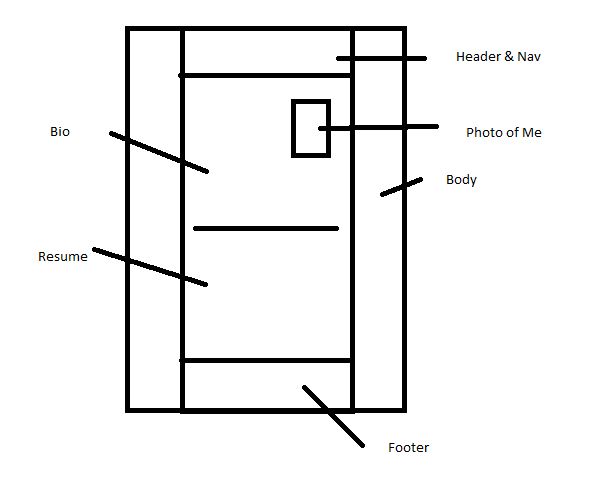 Header & Nav
Bio
Photo of Me
Body
Resume
Footer